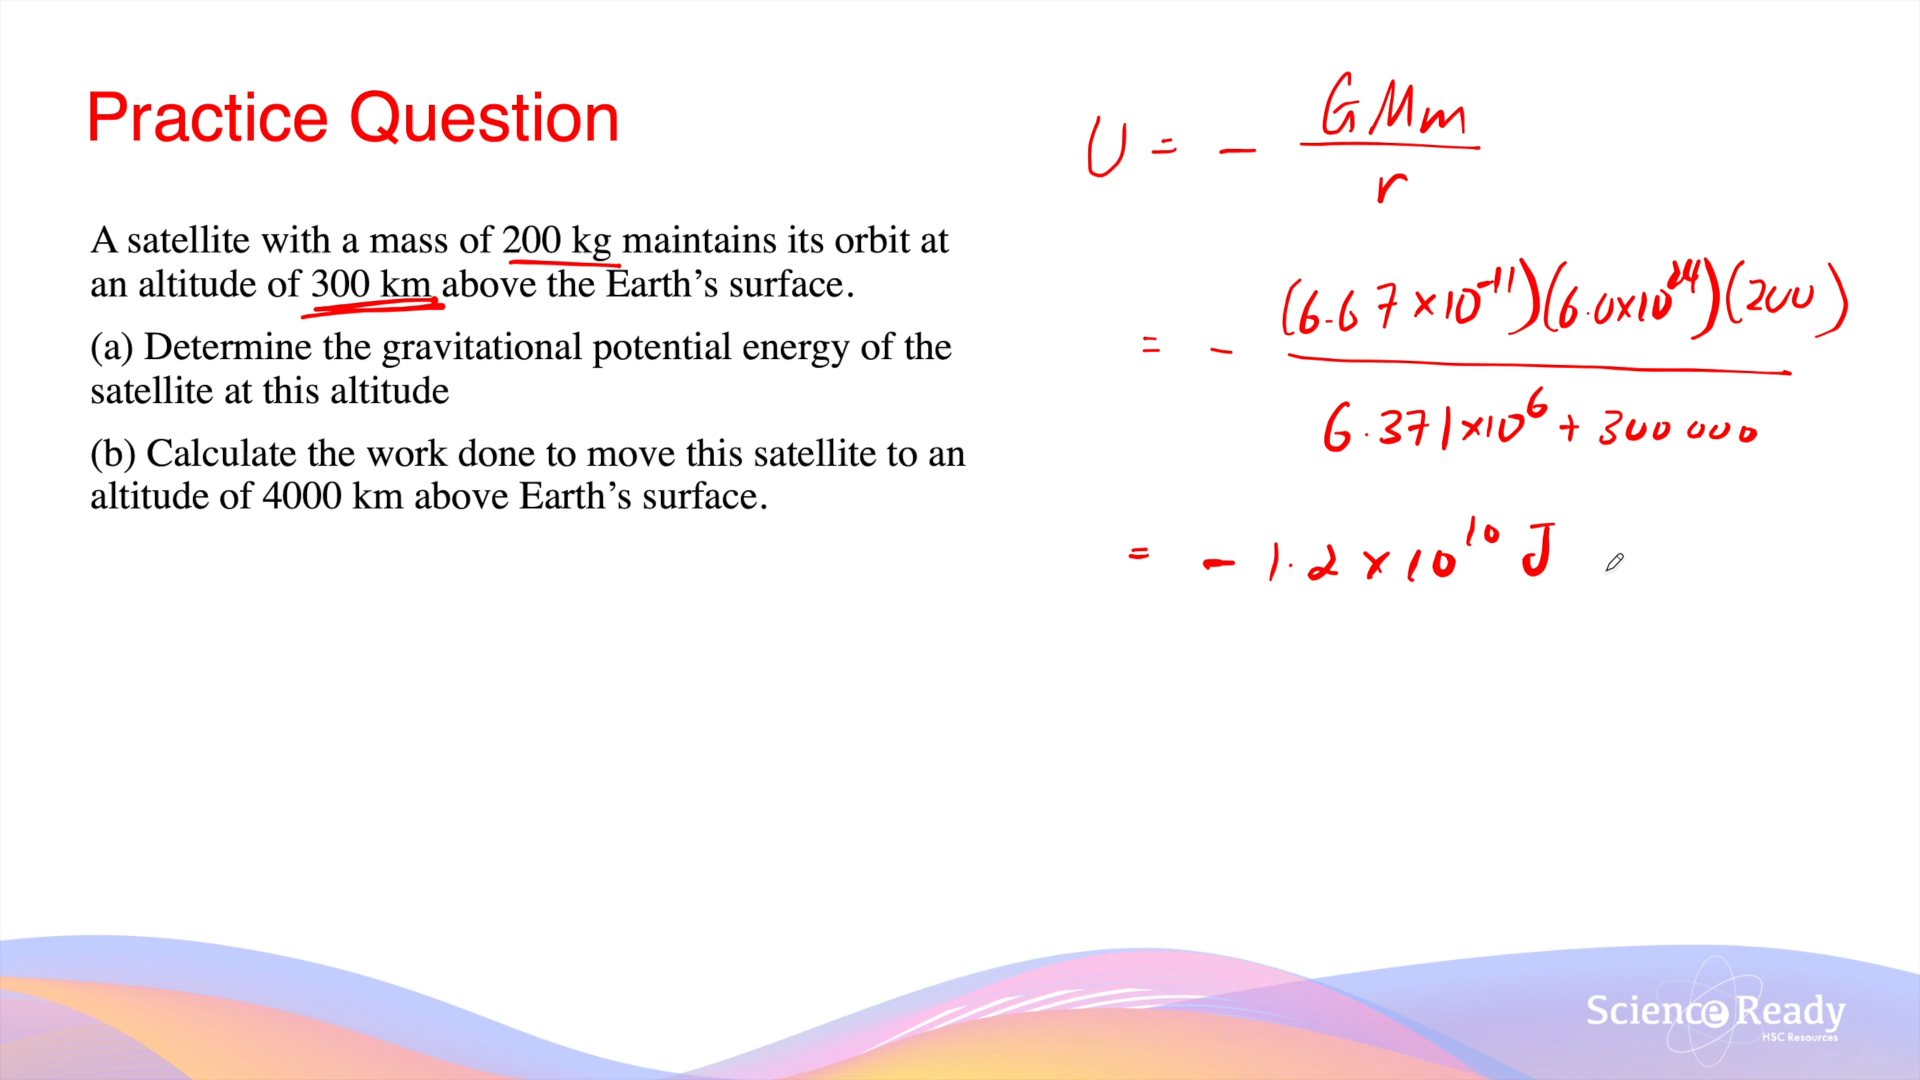 Practice Question
A satellite with a mass of 200 kg maintains its orbit at
an altitude of 300 km above the Earth’s surface.
(a) Determine the gravitational potential energy of the
satellite at this altitude
(b) Calculate the work done to move this satellite to an
altitude of 4000 km above Earth’s surface.
U = - GMm
r
= - (6.67 × 10⁻¹¹)(6.0×10²⁴)(200)
6.371×10⁶ + 300 000
= - 1.2 × 10¹⁰ J
Science Ready
HSC Resources